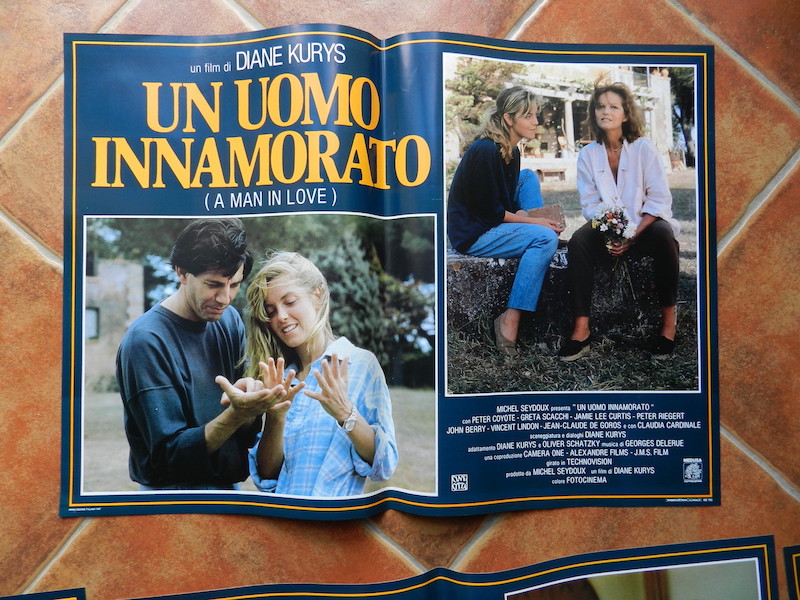 un film di DIANE KURYS
UN UOMO
INNAMORATO
( A MAN IN LOVE )
MICHEL SEYDOUX presenta " UN UOMO INNAMORATO "
con PETER COYOTE - GRETA SCACCHI - JAMIE LEE CURTIS - PETER RIEGERT
JOHN BERRY - VINCENT LINDON - JEAN-CLAUDE DE GOROS e con CLAUDIA CARDINALE
sceneggiatura e dialoghi DIANE KURYS
adattamento DIANE KURYS e OLIVER SCHATZKY musica di GEORGES DELERUE
una coproduzione CAMERA ONE - ALEXANDRE FILMS - J.M.S. FILM
girato in TECHNOVISION
prodotto da MICHEL SEYDOUX un film di DIANE KURYS
colore FOTOCINEMA
MEDUSA